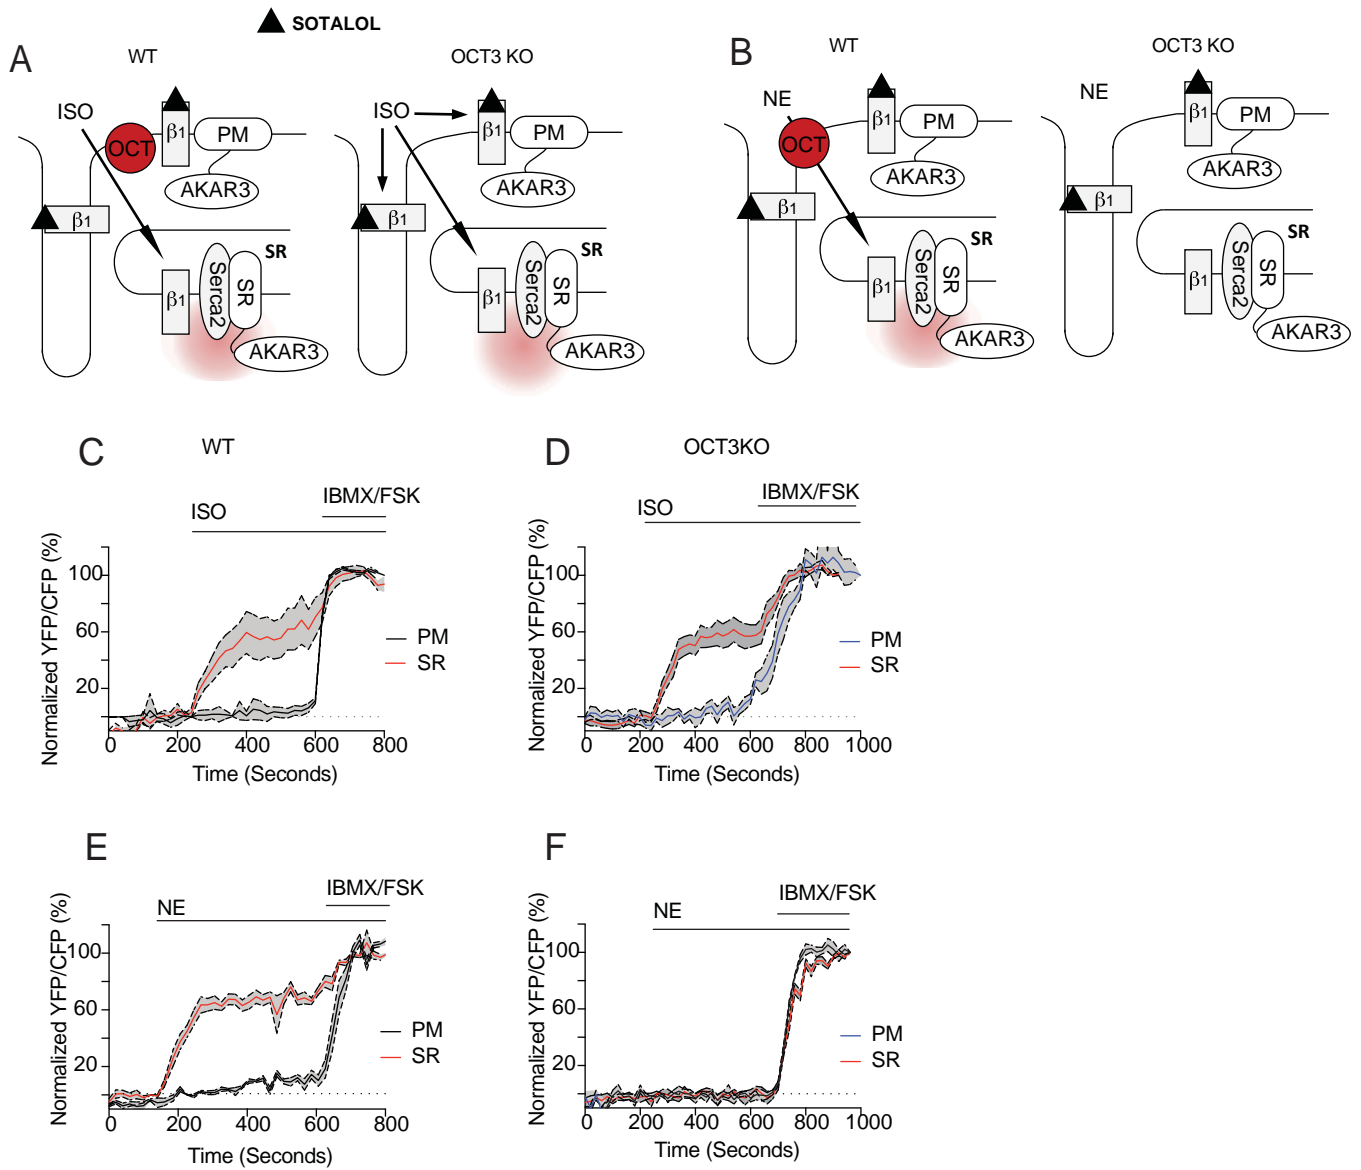 SOTALOL
A
WT
OCT3 KO
ISO
OCT
β1
PM
AKAR3
β1
SR
β1
Serca2
SR
AKAR3
ISO
β1
PM
AKAR3
β1
SR
β1
Serca2
SR
AKAR3
B
WT
OCT3 KO
NE
OCT
β1
PM
AKAR3
β1
SR
β1
Serca2
SR
AKAR3
NE
β1
PM
AKAR3
β1
SR
β1
Serca2
SR
AKAR3
C
WT
IBMX/FSK
ISO
Normalized YFP/CFP (%)
100
60
20
PM
SR
0 200 400 600 800
Time (Seconds)
D
OCT3KO
IBMX/FSK
ISO
Normalized YFP/CFP (%)
100
60
20
PM
SR
0 200 400 600 800 1000
Time (Seconds)
E
IBMX/FSK
NE
Normalized YFP/CFP (%)
100
60
20
PM
SR
0 200 400 600 800
Time (Seconds)
F
IBMX/FSK
NE
Normalized YFP/CFP (%)
100
60
20
PM
SR
0 200 400 600 800 1000
Time (Seconds)